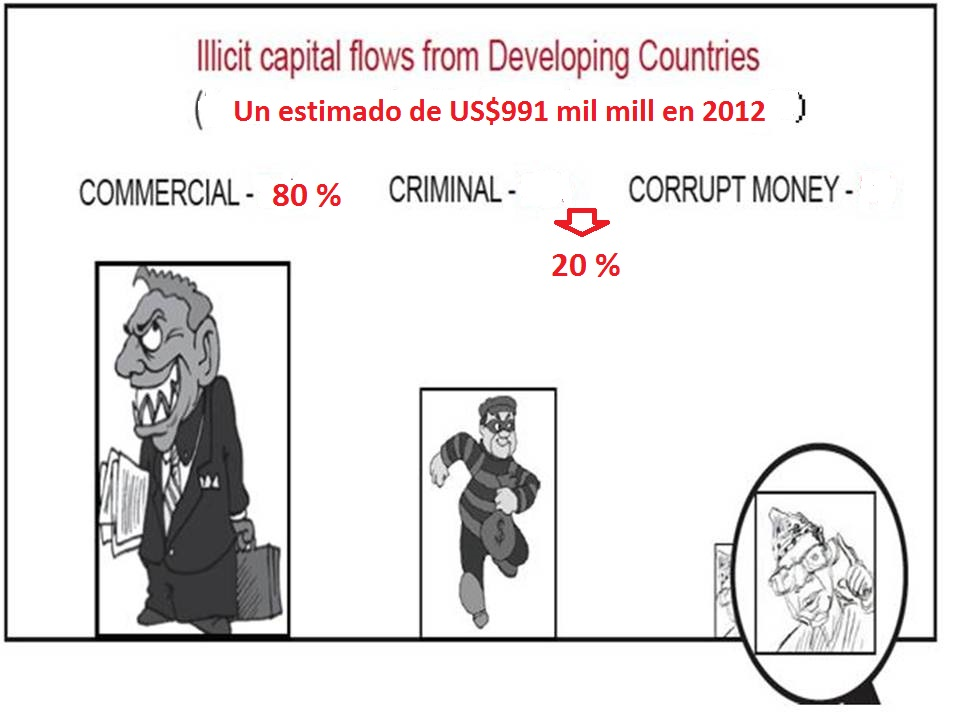 Illicit capital flows from Developing Countries
( Un estimado de US$991 mil mill en 2012 )
COMMERCIAL - 80 %
CRIMINAL -
CORRUPT MONEY -
20 %
$